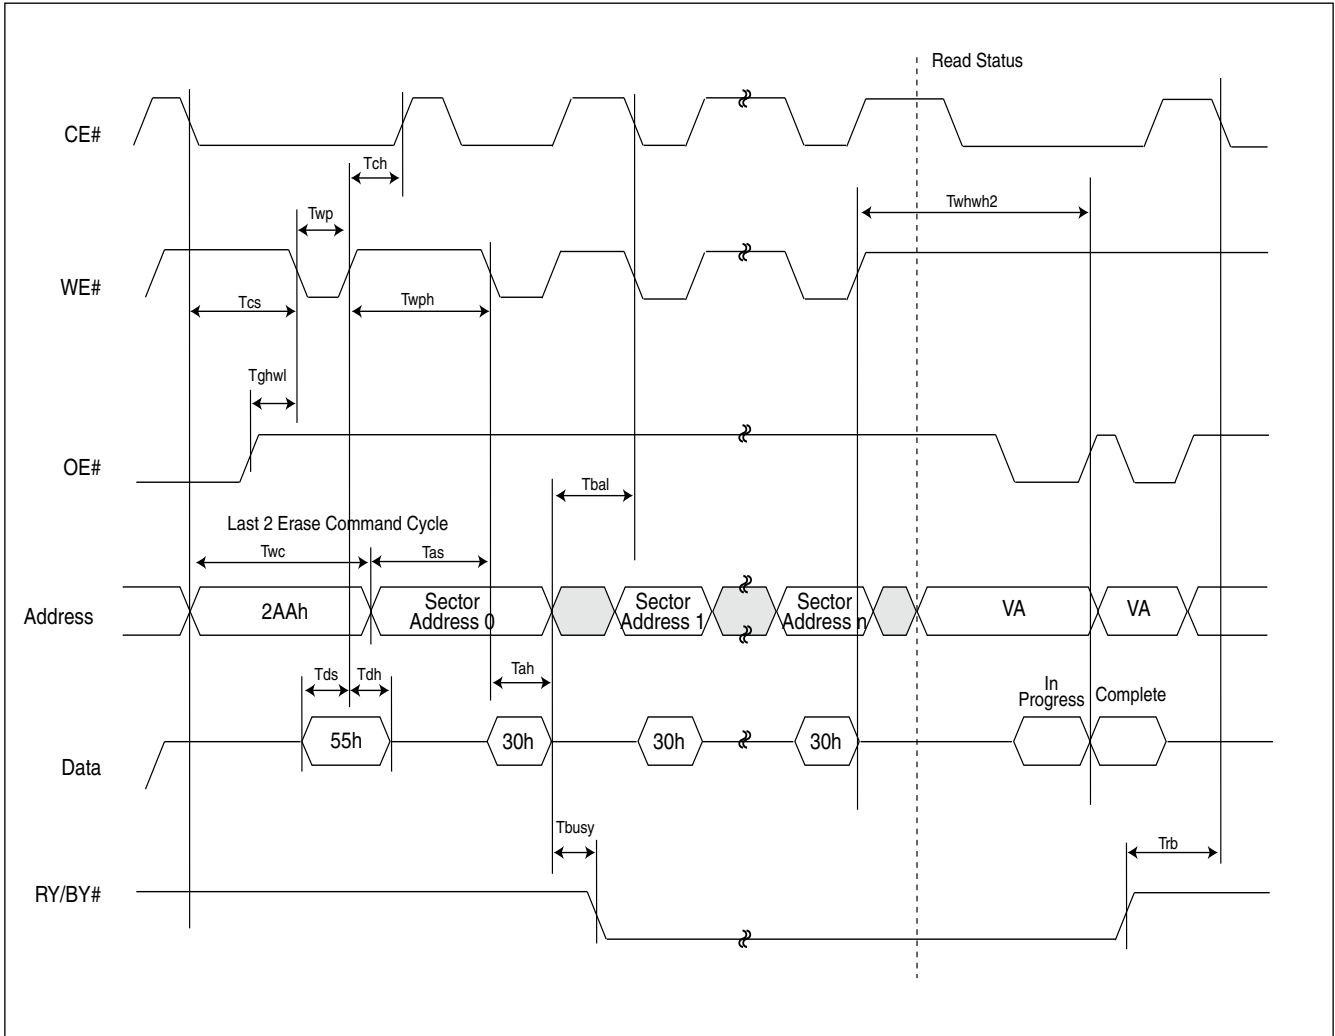 Read Status
CE#
Tch
Twhwh2
Twp
WE#
Tcs
Twph
Tghwl
OE#
Tbal
Last 2 Erase Command Cycle
Twc
Tas
Address
2AAh
Sector
Address 0
Sector
Address 1
Sector
Address n
VA
VA
Tds
Tdh
Tah
In
Progress
Complete
Data
55h
30h
30h
30h
Tbusy
Trb
RY/BY#